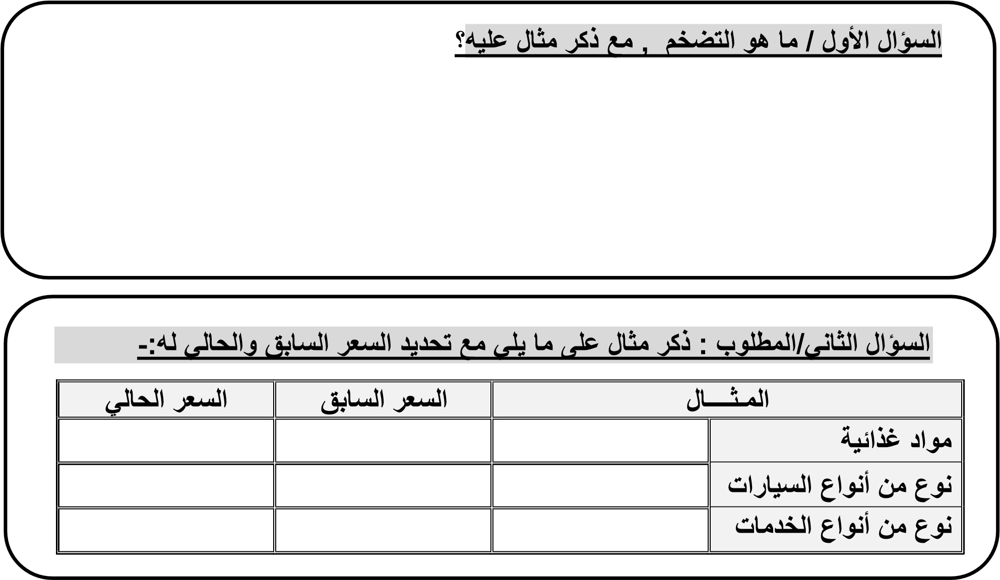 السؤال الأول / ما هو التضخم , مع ذكر مثال عليه؟
السؤال الثاني/المطلوب : ذكر مثال على ما يلي مع تحديد السعر السابق والحالي له:-
المـثــــال السعر السابق السعر الحالي
مواد غذائية
نوع من أنواع السيارات
نوع من أنواع الخدمات